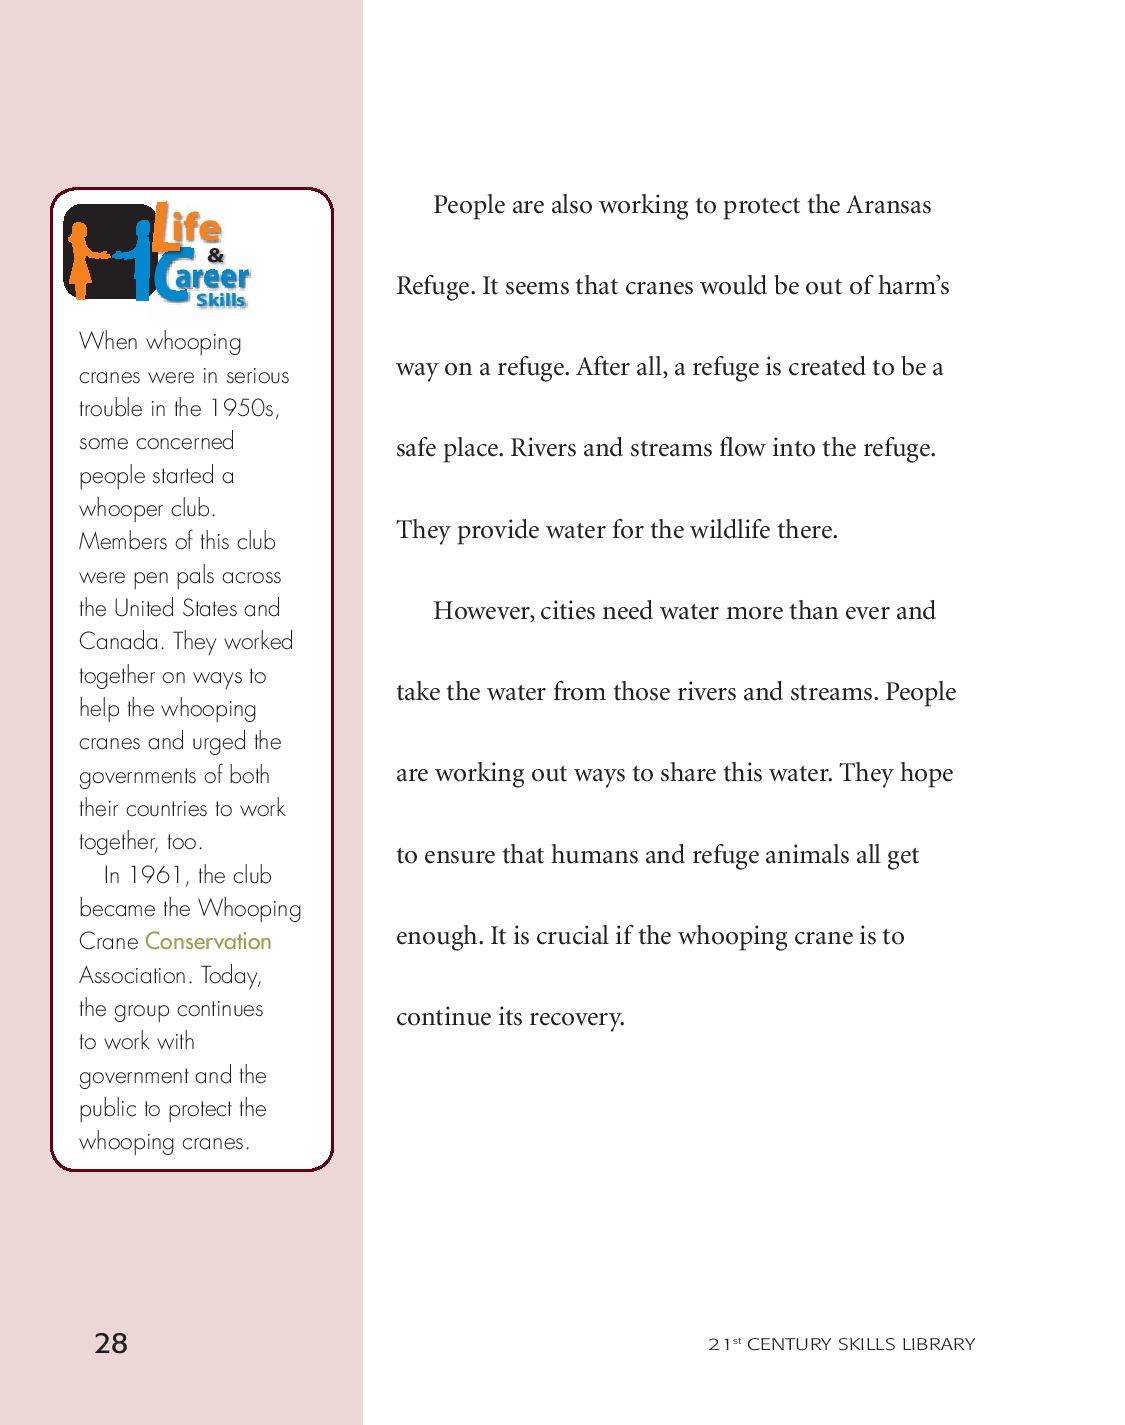 Life
&
Career
Skills
When whooping
cranes were in serious
trouble in the 1950s,
some concerned
people started a
whooper club.
Members of this club
were pen pals across
the United States and
Canada. They worked
together on ways to
help the whooping
cranes and urged the
governments of both
their countries to work
together, too.
In 1961, the club
became the Whooping
Crane Conservation
Association. Today,
the group continues
to work with
government and the
public to protect the
whooping cranes.
People are also working to protect the Aransas
Refuge. It seems that cranes would be out of harm’s
way on a refuge. After all, a refuge is created to be a
safe place. Rivers and streams flow into the refuge.
They provide water for the wildlife there.
However, cities need water more than ever and
take the water from those rivers and streams. People
are working out ways to share this water. They hope
to ensure that humans and refuge animals all get
enough. It is crucial if the whooping crane is to
continue its recovery.
28
21st CENTURY SKILLS LIBRARY